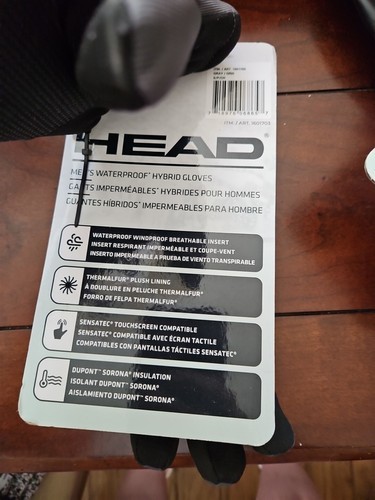 HEAD®
MEN'S WATERPROOF* HYBRID GLOVES
GANTS IMPERMÉABLES* HYBRIDES POUR HOMMES
GUANTES HÍBRIDOS* IMPERMEABLES PARA HOMBRE
WATERPROOF WINDPROOF BREATHABLE INSERT
INSERT RESPIRANT IMPERMÉABLE ET COUPE-VENT
INSERTO IMPERMEABLE A PRUEBA DE VIENTO TRANSPIRABLE
THERMALFUR® PLUSH LINING
À DOUBLURE EN PELUCHE THERMALFUR®
FORRO DE FELPA THERMALFUR®
SENSATEC® TOUCHSCREEN COMPATIBLE
SENSATEC® COMPATIBLE AVEC ÉCRAN TACTILE
COMPATIBLES CON PANTALLAS TÁCTILES SENSATEC®
DUPONT™ SORONA® INSULATION
ISOLANT DUPONT™ SORONA®
AISLAMIENTO DUPONT™ SORONA®